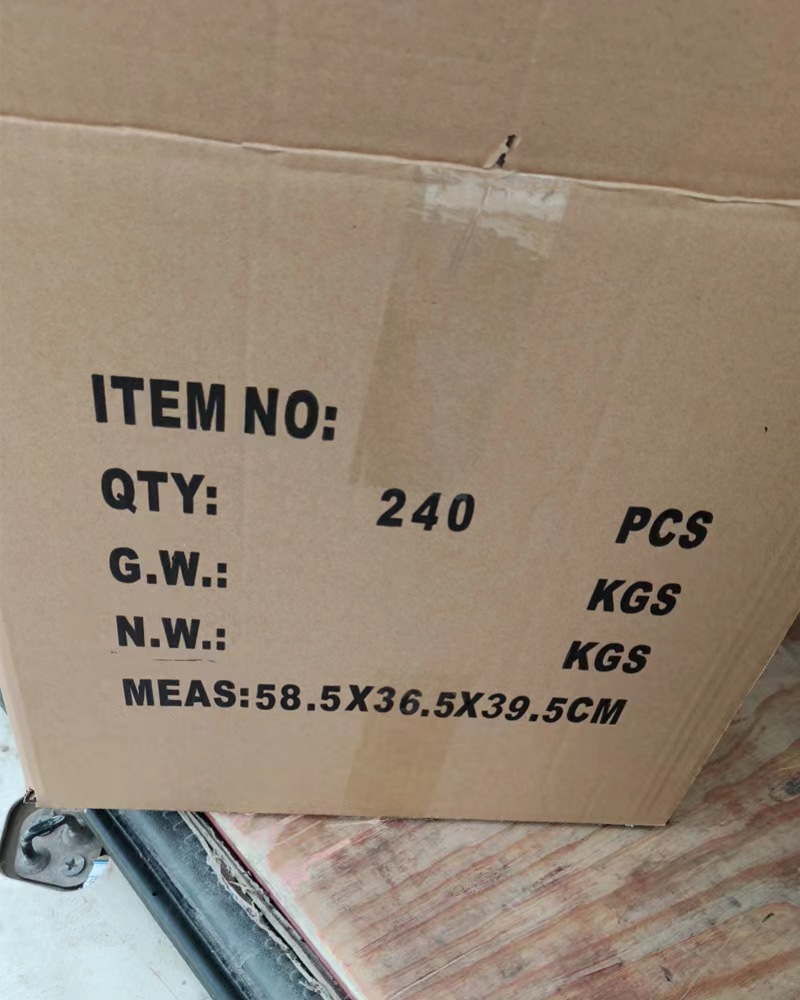 ITEM NO:
QTY: 240 PCS
G.W.: KGS
N.W.: KGS
MEAS:58.5X36.5X39.5CM